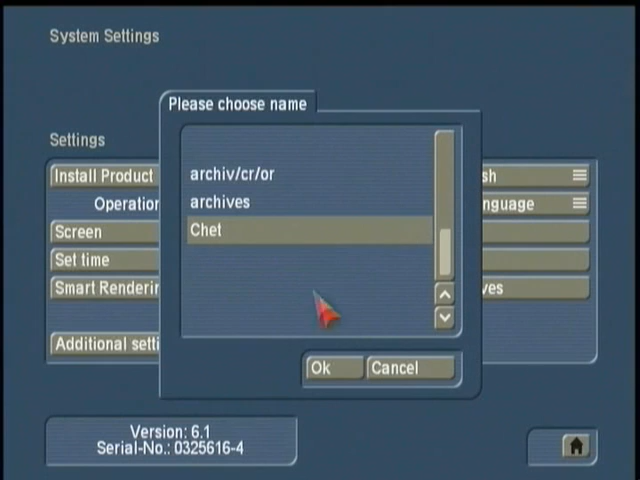 System Settings
Please choose name
Settings
archiv/cr/or
archives
Chet
Install Product
sh
Operation
nguage
Screen
Set time
Smart Renderin
ves
Additional setti
Ok
Cancel
Version: 6.1
Serial-No.: 0325616-4